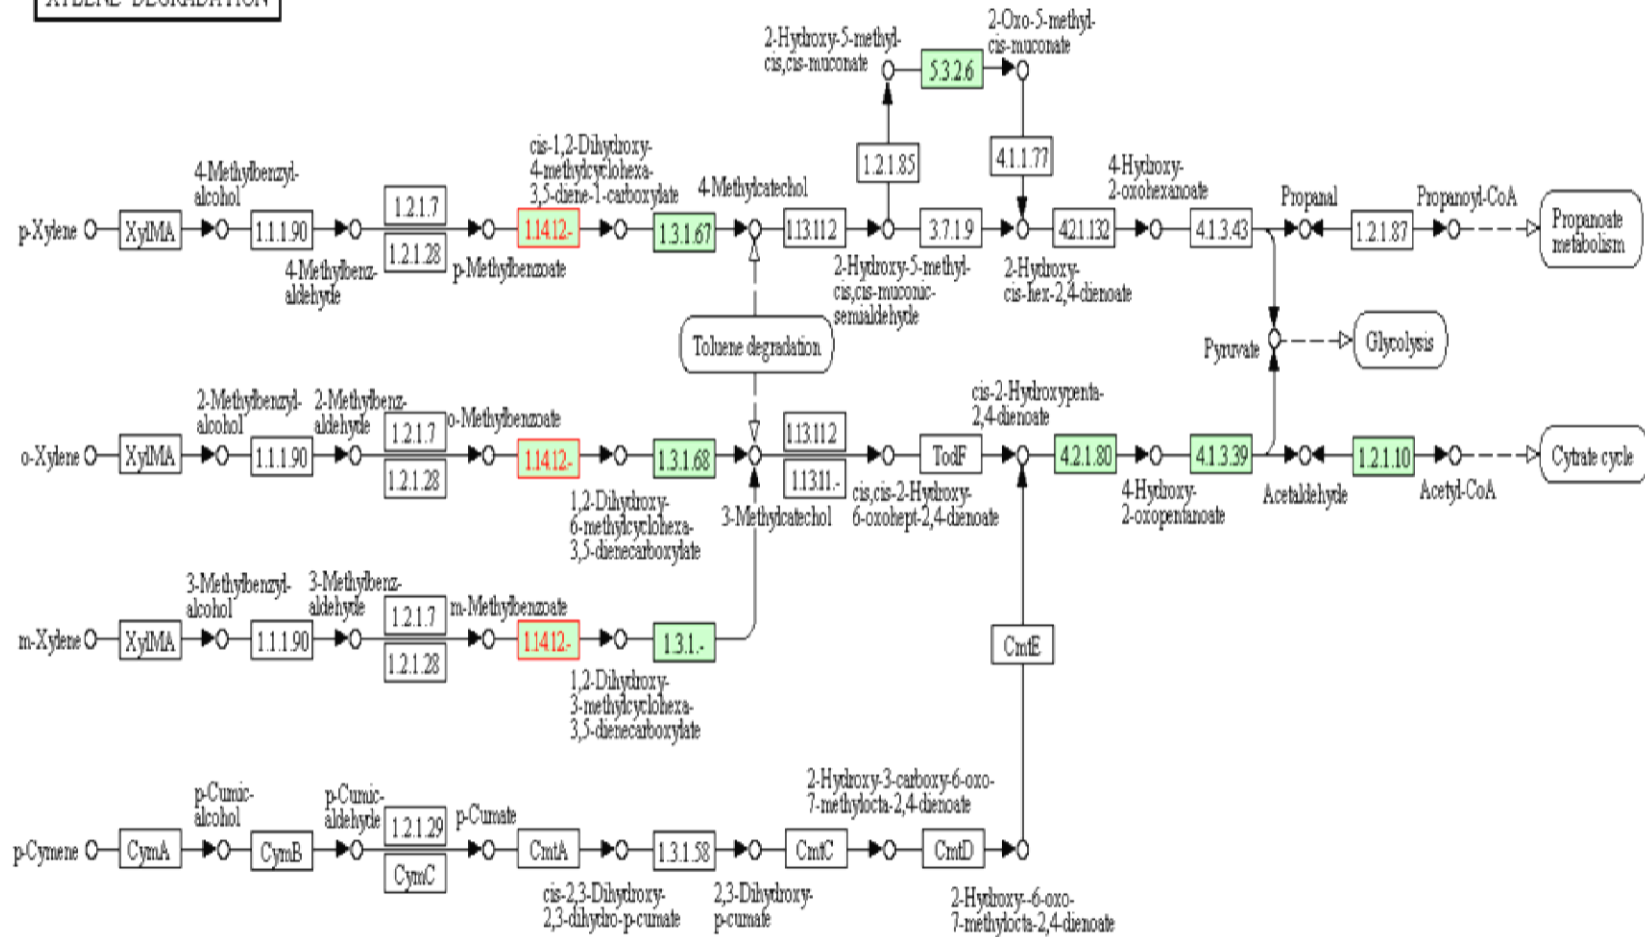 XYLENE DEGRADATION
2-Hydroxy-5-methyl-
cis,cis-muconate
5.3.2.6
2-Oxo-5-methyl-
cis-muconate
1.2.1.85
4.1.1.77
p-Xylene
XylMA
4-Methylbenzyl-
alcohol
1.1.1.90
4-Methylbenz-
aldehyde
1.2.1.7
1.2.1.28
p-Methylbenzoate
1.14.12.-
cis-1,2-Dihydroxy-
4-methylcyclohexa-
3,5-diene-1-carboxylate
1.3.1.67
4-Methylcatechol
1.13.11.2
2-Hydroxy-5-methyl-
cis,cis-muconic-
semialdehyde
3.7.1.9
2-Hydroxy-
cis-hex-2,4-dienoate
4.2.1.132
4-Hydroxy-
2-oxohexanoate
4.1.3.43
Propanal
1.2.1.87
Propanoyl-CoA
Propanoate
metabolism
Toluene degradation
Pyruvate
Glycolysis
o-Xylene
XylMA
2-Methylbenzyl-
alcohol
1.1.1.90
2-Methylbenz-
aldehyde
1.2.1.7
1.2.1.28
o-Methylbenzoate
1.14.12.-
1,2-Dihydroxy-
6-methylcyclohexa-
3,5-dienecarboxylate
1.3.1.68
3-Methylcatechol
1.13.11.2
1.13.11.-
cis,cis-2-Hydroxy-
6-oxohept-2,4-dienoate
TodF
cis-2-Hydroxypenta-
2,4-dienoate
4.2.1.80
4-Hydroxy-
2-oxopentanoate
4.1.3.39
Acetaldehyde
1.2.1.10
Acetyl-CoA
Cytrate cycle
m-Xylene
XylMA
3-Methylbenzyl-
alcohol
1.1.1.90
3-Methylbenz-
aldehyde
1.2.1.7
1.2.1.28
m-Methylbenzoate
1.14.12.-
1,2-Dihydroxy-
3-methylcyclohexa-
3,5-dienecarboxylate
1.3.1.-
CmtE
p-Cymene
CymA
p-Cumic-
alcohol
CymB
p-Cumic-
aldehyde
1.2.1.29
CymC
p-Cumate
CmtA
cis-2,3-Dihydroxy-
2,3-dihydro-p-cumate
1.3.1.58
2,3-Dihydroxy-
p-cumate
CmtC
2-Hydroxy-3-carboxy-6-oxo-
7-methylocta-2,4-dienoate
CmtD
2-Hydroxy--6-oxo-
7-methylocta-2,4-dienoate